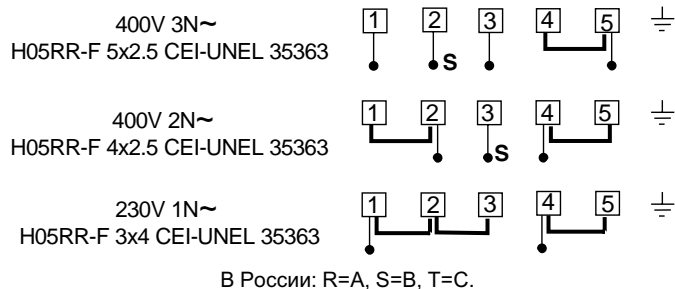 400V 3N~
1 2 3 4 5
H05RR-F 5x2.5 CEI-UNEL 35363
S
400V 2N~
1 2 3 4 5
H05RR-F 4x2.5 CEI-UNEL 35363
S
230V 1N~
1 2 3 4 5
H05RR-F 3x4 CEI-UNEL 35363
В России: R=A, S=B, T=C.